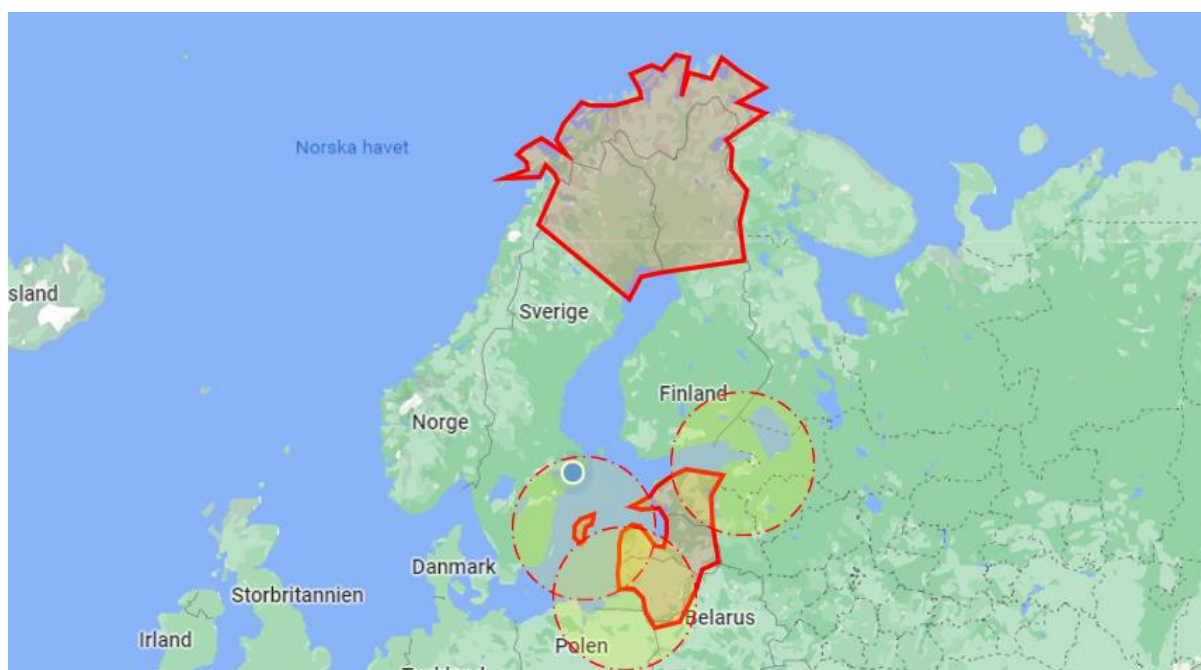 Norska havet
sland
Sverige
Finland
Norge
Danmark
Storbritannien
Belarus
Irland
Polen